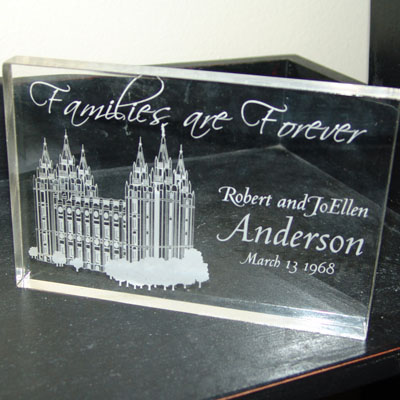 Families are Forever
Robert and JoEllen
Anderson
March 13 1968